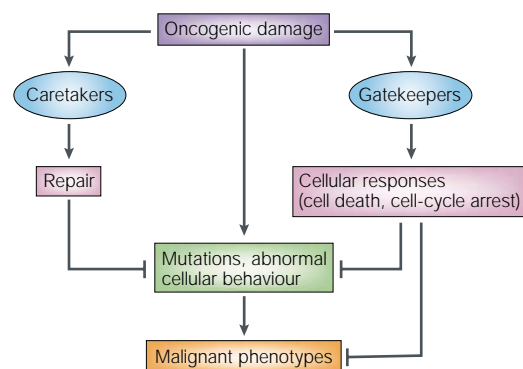 Oncogenic damage
Caretakers
Gatekeepers
Repair
Cellular responses
(cell death, cell-cycle arrest)
Mutations, abnormal
cellular behaviour
Malignant phenotypes